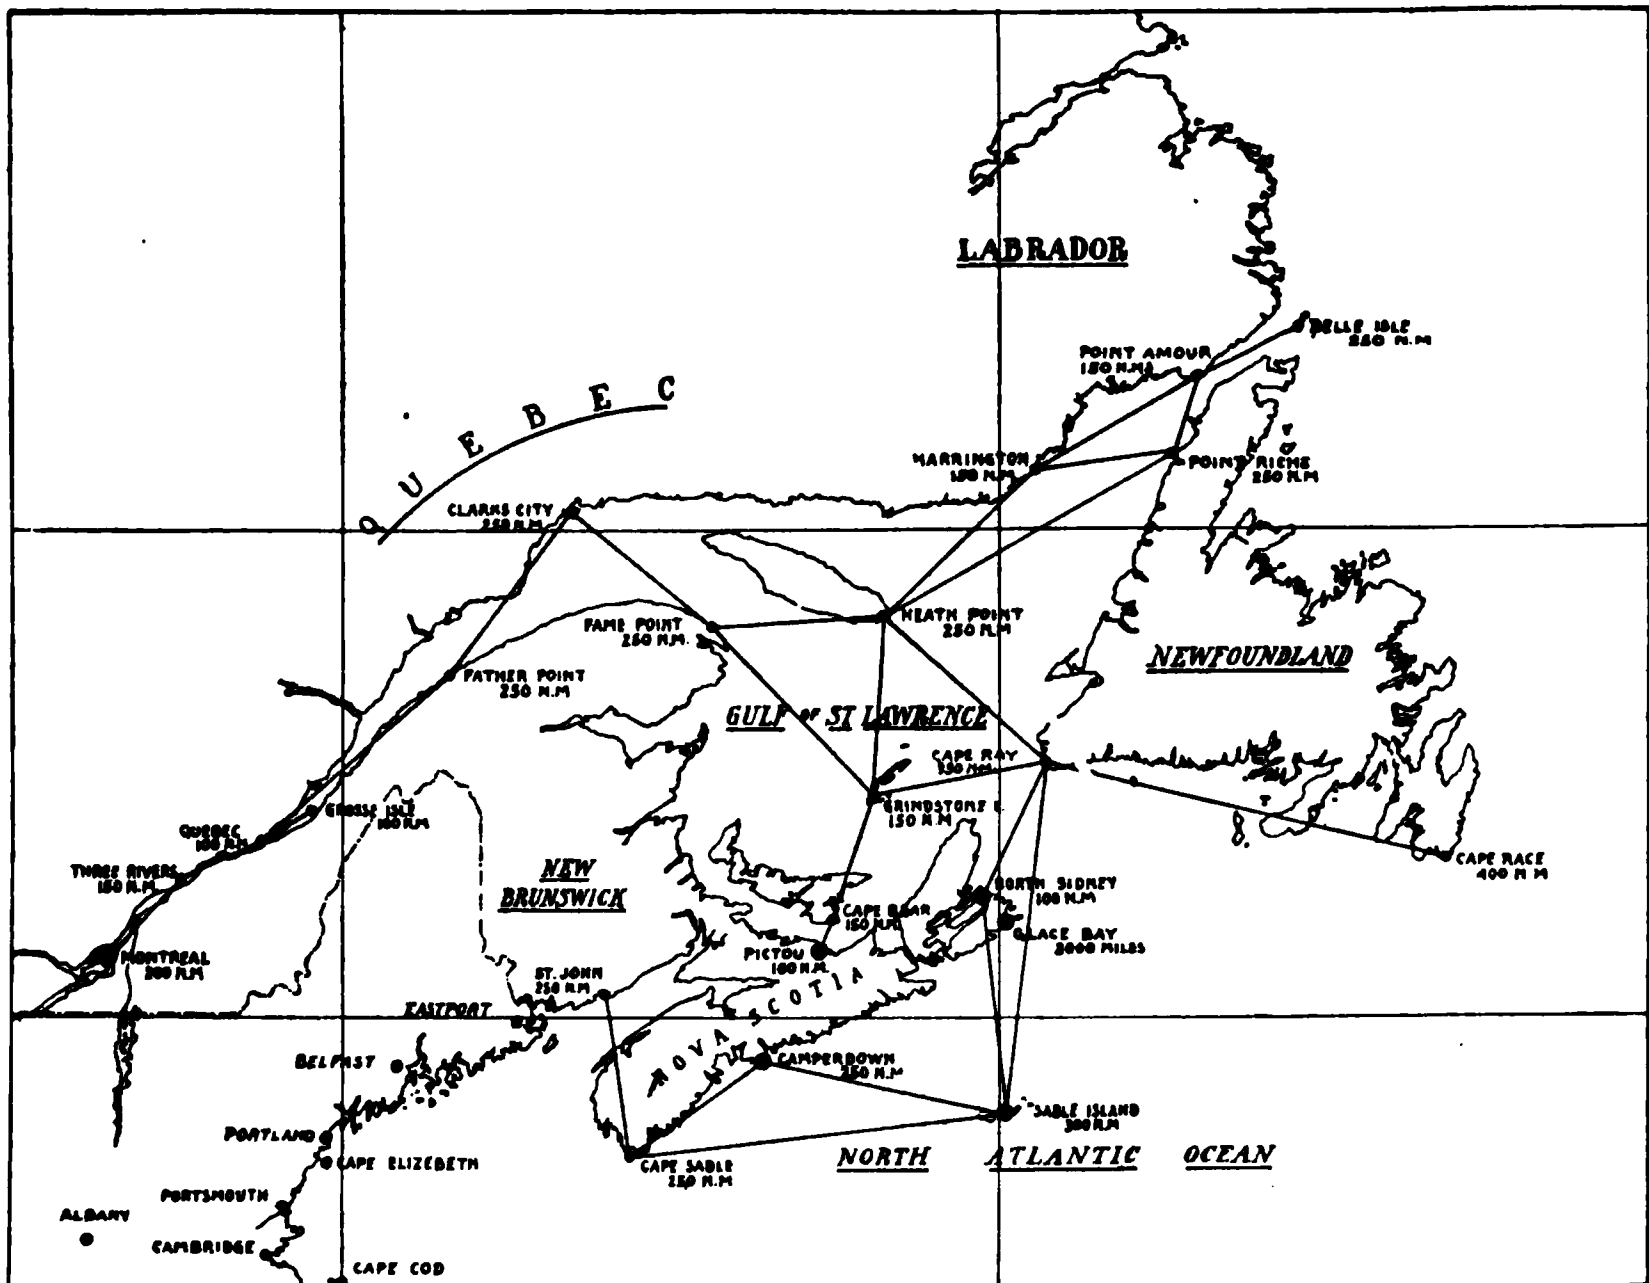 LABRADOR
BELLE ISLE
250 N.M
POINT AMOUR
150 N.M
QUEBEC
HARRINGTON
150 N.M
POINT RICHE
250 N.M
CLARKS CITY
250 N.M
FAME POINT
250 N.M.
HEATH POINT
250 N.M
NEWFOUNDLAND
FATHER POINT
250 N.M
GULF OF ST LAWRENCE
CAPE RAY
350 N.M.
GRINDSTONE I.
150 N.M
GROSSE ISLE
100 N.M
QUEBEC
100 N.M
THREE RIVERS
150 N.M
NEW
BRUNSWICK
CAPE RACE
400 N M
NORTH SIDNEY
100 N.M
CAPE BEAR
150 N.M.
GLACE BAY
3000 MILES
MONTREAL
200 N.M
PICTOU
100 N.M.
ST. JOHN
250 N.M
NOVA SCOTIA
EASTPORT
BELFAST
CAMPERDOWN
250 N.M
SABLE ISLAND
300 N.M
PORTLAND
CAPE ELIZEBETH
CAPE SABLE
250 N.M
NORTH ATLANTIC OCEAN
PORTSMOUTH
ALBANY
CAMBRIDGE
CAPE COD